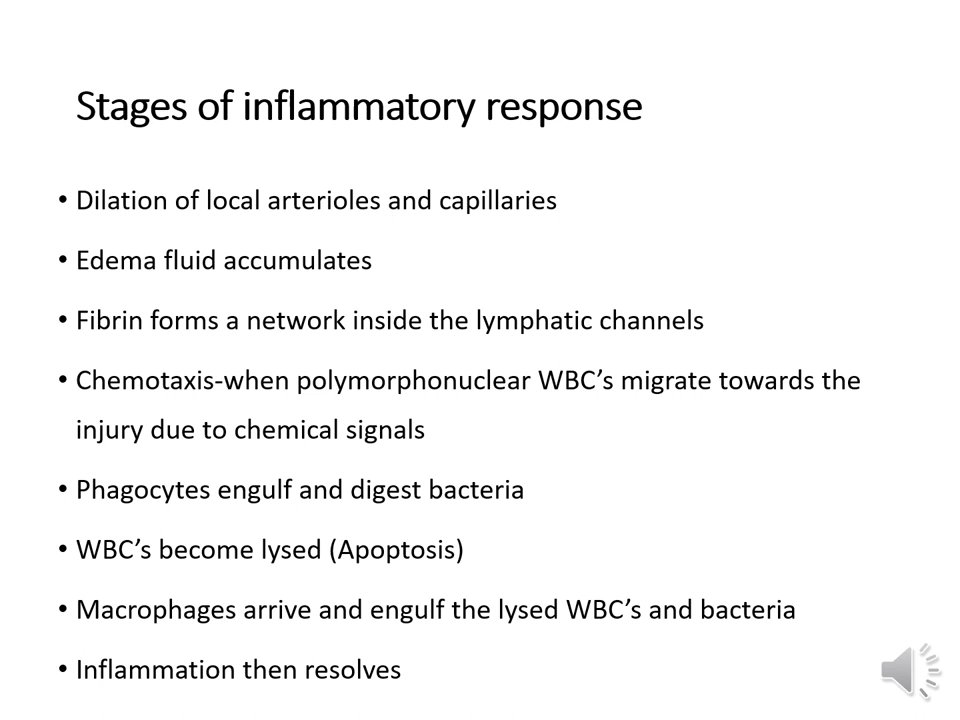 Stages of inflammatory response
• Dilation of local arterioles and capillaries
• Edema fluid accumulates
• Fibrin forms a network inside the lymphatic channels
• Chemotaxis-when polymorphonuclear WBC’s migrate towards the
injury due to chemical signals
• Phagocytes engulf and digest bacteria
• WBC’s become lysed (Apoptosis)
• Macrophages arrive and engulf the lysed WBC’s and bacteria
• Inflammation then resolves